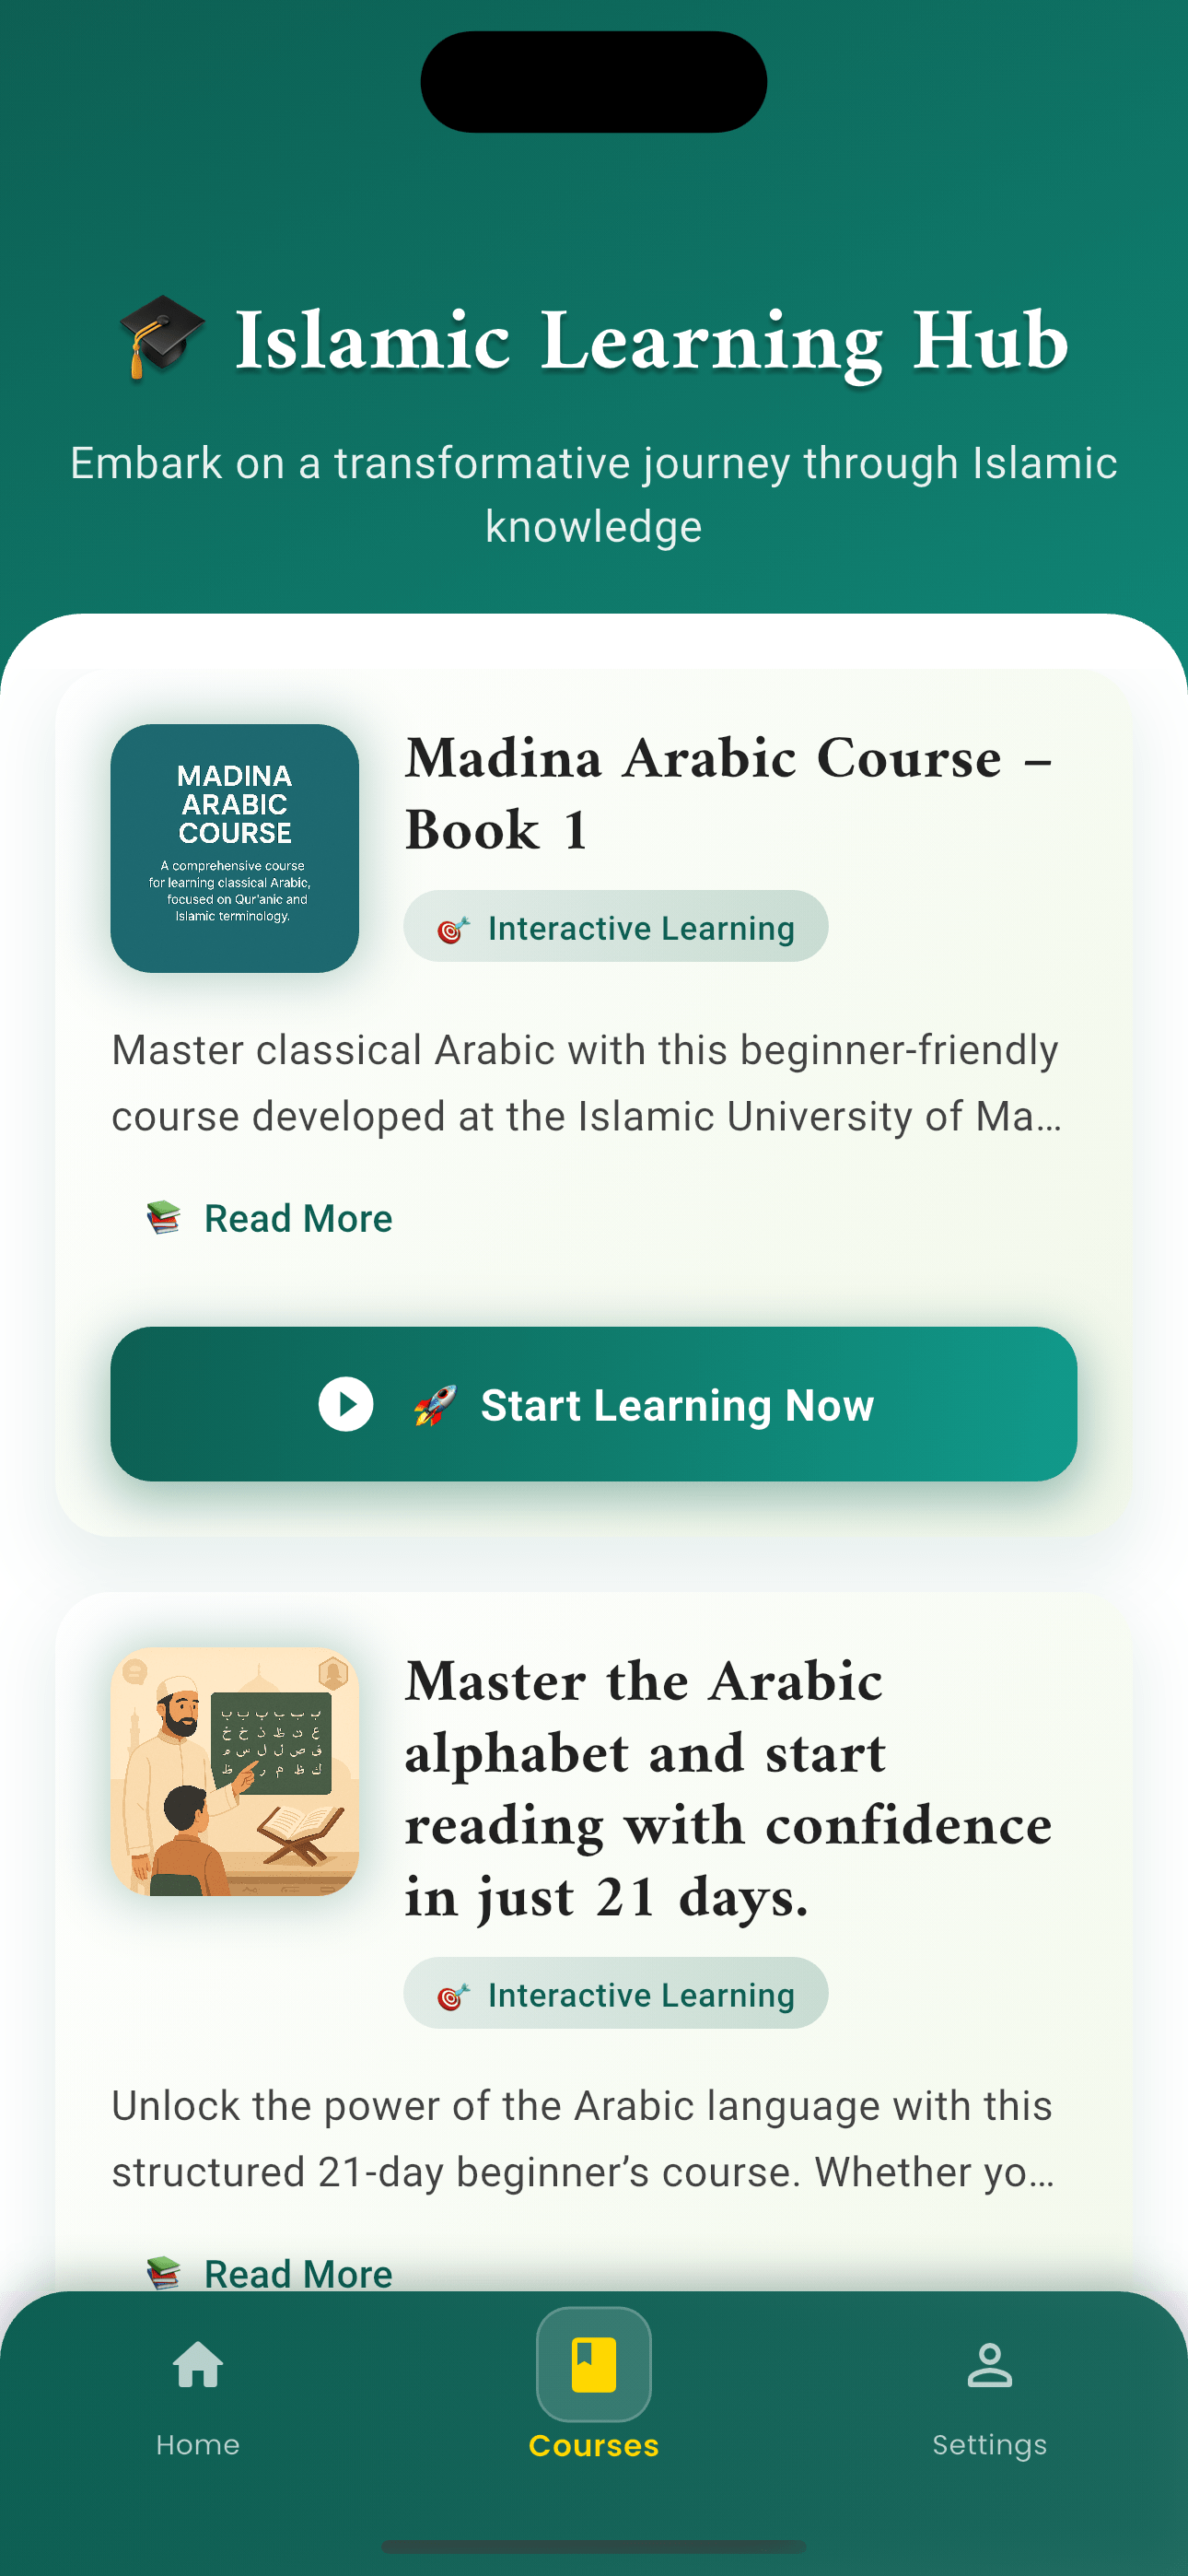 🎓 Islamic Learning Hub
Embark on a transformative journey through Islamic
knowledge
MADINA
ARABIC
COURSE
A comprehensive course
for learning classical Arabic,
focused on Qur'anic and
Islamic terminology.
Madina Arabic Course –
Book 1
🎯 Interactive Learning
Master classical Arabic with this beginner-friendly
course developed at the Islamic University of Ma...
📚 Read More
🚀 Start Learning Now
Master the Arabic
alphabet and start
reading with confidence
in just 21 days.
🎯 Interactive Learning
Unlock the power of the Arabic language with this
structured 21-day beginner’s course. Whether yo...
📚 Read More
Home
Courses
Settings